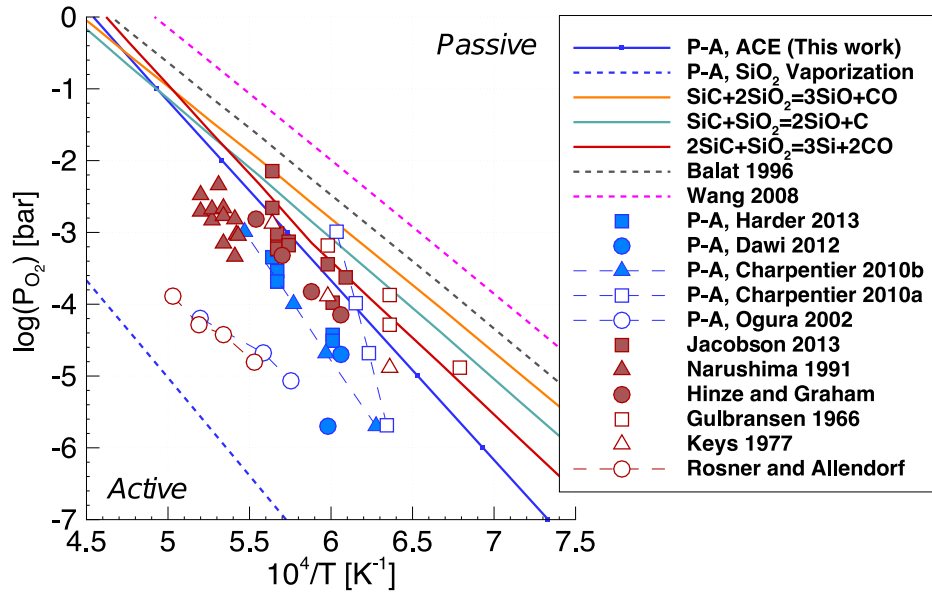 0
-1
-2
-3
-4
-5
-6
-7
log(P_O₂) [bar]
Passive
Active
4.5
5
5.5
6
6.5
7
7.5
10⁴/T [K⁻¹]
P-A, ACE (This work)
P-A, SiO₂ Vaporization
SiC+2SiO₂=3SiO+CO
SiC+SiO₂=2SiO+C
2SiC+SiO₂=3Si+2CO
Balat 1996
Wang 2008
P-A, Harder 2013
P-A, Dawi 2012
P-A, Charpentier 2010b
P-A, Charpentier 2010a
P-A, Ogura 2002
Jacobson 2013
Narushima 1991
Hinze and Graham
Gulbransen 1966
Keys 1977
Rosner and Allendorf